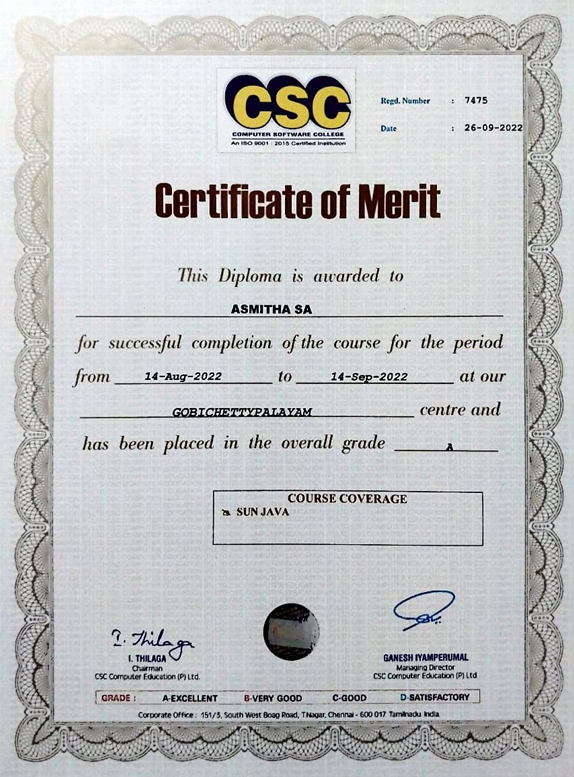 CSC
COMPUTER SOFTWARE COLLEGE
An ISO 9001 : 2015 Certified Institution
Regd. Number : 7475
Date : 26-09-2022
Certificate of Merit
This Diploma is awarded to
ASMITHA SA
for successful completion of the course for the period
from 14-Aug-2022 to 14-Sep-2022 at our
GOBICHETTYPALAYAM centre and
has been placed in the overall grade A
COURSE COVERAGE
SUN JAVA
I. Thilaga
I. THILAGA
Chairman
CSC Computer Education (P) Ltd.
GANESH IYAMPERUMAL
Managing Director
CSC Computer Education (P) Ltd.
GRADE : A-EXCELLENT B-VERY GOOD C-GOOD D-SATISFACTORY
Corporate Office : 151/3, South West Boag Road, T.Nagar, Chennai - 600 017 Tamilnadu India